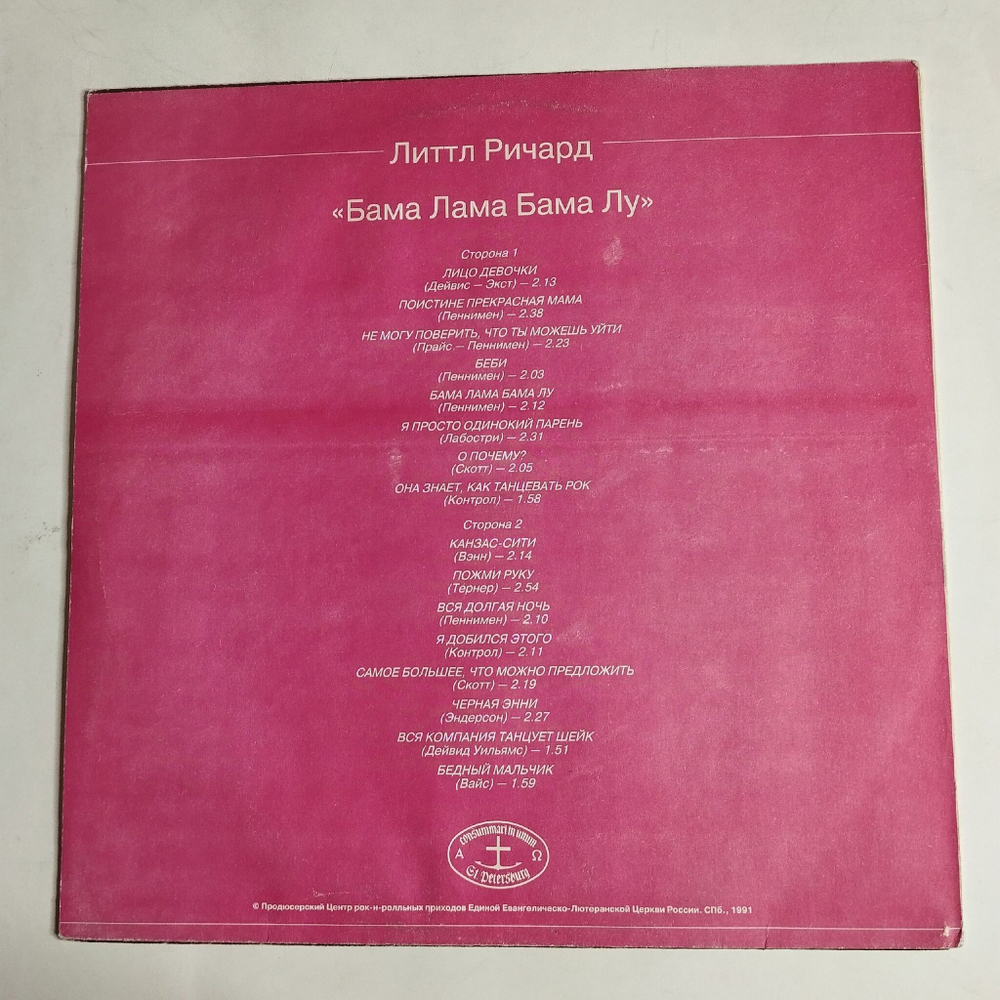 Литтл Ричард
«Бама Лама Бама Лу»
Сторона 1
ЛИЦО ДЕВОЧКИ
(Дейвис — Экст) — 2.13
ПОИСТИНЕ ПРЕКРАСНАЯ МАМА
(Пеннимен) — 2.38
НЕ МОГУ ПОВЕРИТЬ, ЧТО ТЫ МОЖЕШЬ УЙТИ
(Прайс — Пеннимен) — 2.23
БЕБИ
(Пеннимен) — 2.03
БАМА ЛАМА БАМА ЛУ
(Пеннимен) — 2.12
Я ПРОСТО ОДИНОКИЙ ПАРЕНЬ
(Лабостри) — 2.31
О ПОЧЕМУ?
(Скотт) — 2.05
ОНА ЗНАЕТ, КАК ТАНЦЕВАТЬ РОК
(Контрол) — 1.58
Сторона 2
КАНЗАС-СИТИ
(Вэнн) — 2.14
ПОЖМИ РУКУ
(Тернер) — 2.54
ВСЯ ДОЛГАЯ НОЧЬ
(Пеннимен) — 2.10
Я ДОБИЛСЯ ЭТОГО
(Контрол) — 2.11
САМОЕ БОЛЬШЕЕ, ЧТО МОЖНО ПРЕДЛОЖИТЬ
(Скотт) — 2.19
ЧЕРНАЯ ЭННИ
(Эндерсон) — 2.27
ВСЯ КОМПАНИЯ ТАНЦУЕТ ШЕЙК
(Дейвид Уильямс) — 1.51
БЕДНЫЙ МАЛЬЧИК
(Вайс) — 1.59
consummari in unum
Α Ω
St Petersburg
© Продюсерский Центр рок-н-ролльных приходов Единой Евангелическо-Лютеранской Церкви России. СПб., 1991